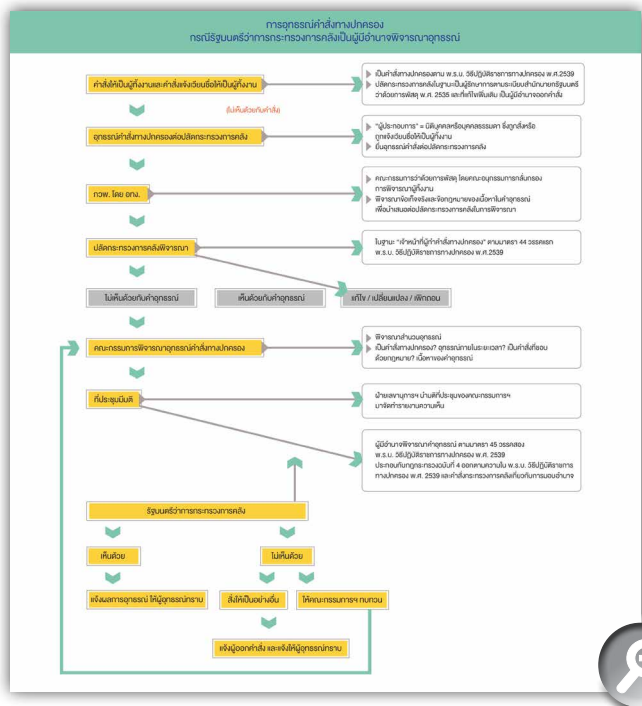 การอุทธรณ์คำสั่งทางปกครอง
กรณีรัฐมนตรีว่าการกระทรวงการคลังเป็นผู้มีอำนาจพิจารณาอุทธรณ์
คำสั่งให้เป็นผู้ทิ้งงานและคำสั่งแจ้งเวียนชื่อให้เป็นผู้ทิ้งงาน
เป็นคำสั่งทางปกครองตาม พ.ร.บ. วิธีปฏิบัติราชการทางปกครอง พ.ศ.2539
ปลัดกระทรวงการคลังในฐานะเป็นผู้รักษาการตามระเบียบสำนักนายกรัฐมนตรี
ว่าด้วยการพัสดุ พ.ศ. 2535 และที่แก้ไขเพิ่มเติม เป็นผู้มีอำนาจออกคำสั่ง
(ไม่เห็นด้วยกับคำสั่ง)
อุทธรณ์คำสั่งทางปกครองต่อปลัดกระทรวงการคลัง
"ผู้ประกอบการ" = นิติบุคคลหรือบุคคลธรรมดา ซึ่งถูกสั่งหรือ
ถูกแจ้งเวียนชื่อให้เป็นผู้ทิ้งงาน
ยื่นอุทธรณ์คำสั่งต่อปลัดกระทรวงการคลัง
กวพ. โดย อกง.
คณะกรรมการว่าด้วยการพัสดุ โดยคณะอนุกรรมการกลั่นกรอง
การพิจารณาผู้ทิ้งงาน
พิจารณาข้อเท็จจริงและข้อกฎหมายของเนื้อหาในคำอุทธรณ์
เพื่อนำเสนอต่อปลัดกระทรวงการคลังในการพิจารณา
ปลัดกระทรวงการคลังพิจารณา
ในฐานะ "เจ้าหน้าที่ผู้ทำคำสั่งทางปกครอง" ตามมาตรา 44 วรรคแรก
พ.ร.บ. วิธีปฏิบัติราชการทางปกครอง พ.ศ.2539
ไม่เห็นด้วยกับคำอุทธรณ์
เห็นด้วยกับคำอุทธรณ์
แก้ไข / เปลี่ยนแปลง / เพิกถอน
คณะกรรมการพิจารณาอุทธรณ์คำสั่งทางปกครอง
พิจารณาสำนวนอุทธรณ์
เป็นคำสั่งทางปกครอง? อุทธรณ์ภายในระยะเวลา? เป็นคำสั่งที่ชอบ
ด้วยกฎหมาย? เนื้อหาของคำอุทธรณ์
ที่ประชุมมีมติ
ฝ่ายเลขานุการฯ นำมติที่ประชุมของคณะกรรมการฯ
มาจัดทำรายงานความเห็น
ผู้มีอำนาจพิจารณาคำอุทธรณ์ ตามมาตรา 45 วรรคสอง
พ.ร.บ. วิธีปฏิบัติราชการทางปกครอง พ.ศ. 2539
ประกอบกับกฎกระทรวงฉบับที่ 4 ออกตามความใน พ.ร.บ. วิธีปฏิบัติราชการ
ทางปกครอง พ.ศ. 2539 และคำสั่งกระทรวงการคลังเกี่ยวกับการมอบอำนาจ
รัฐมนตรีว่าการกระทรวงการคลัง
เห็นด้วย
ไม่เห็นด้วย
แจ้งผลการอุทธรณ์ ให้ผู้อุทธรณ์ทราบ
สั่งให้เป็นอย่างอื่น
ให้คณะกรรมการฯ ทบทวน
แจ้งผู้ออกคำสั่ง และแจ้งให้ผู้อุทธรณ์ทราบ